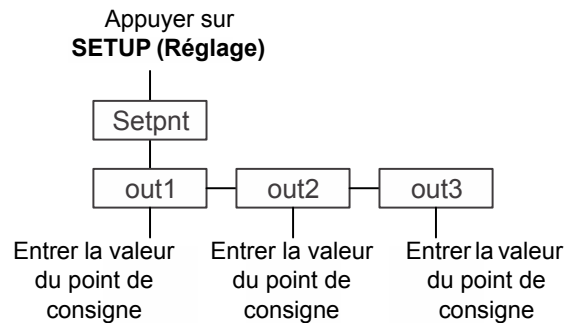 Appuyer sur
SETUP (Réglage)
Setpnt
out1 out2 out3
Entrer la valeur du point de consigne
Entrer la valeur du point de consigne
Entrer la valeur du point de consigne